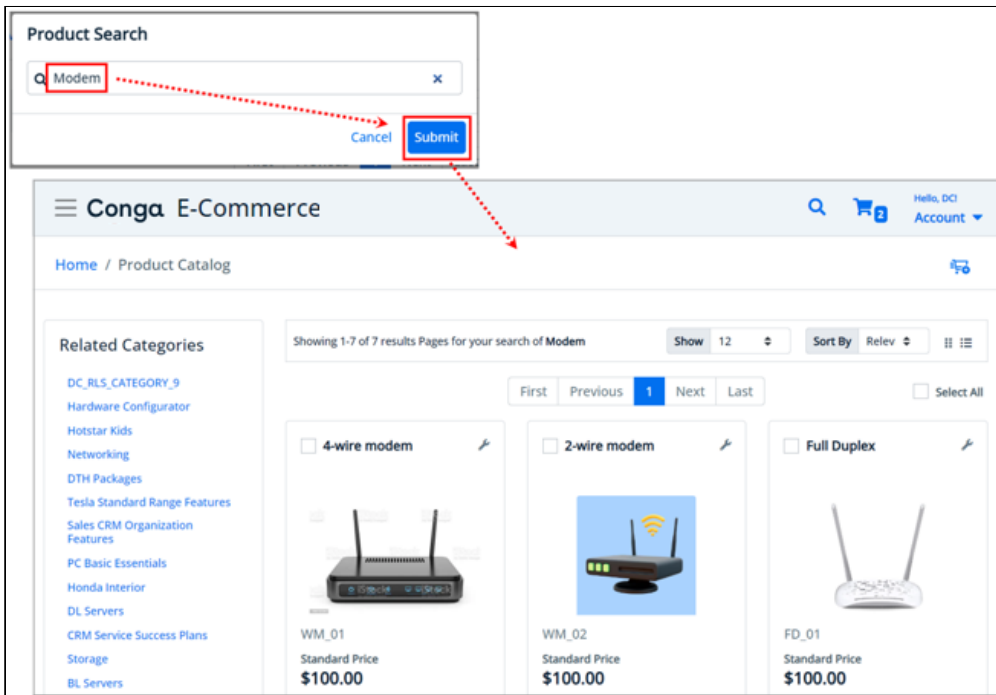 Product Search
Modem
Cancel Submit
Conga E-Commerce
2
Hello, DC!
Account
Home / Product Catalog
Related Categories
DC_RLS_CATEGORY_9
Hardware Configurator
Hotstar Kids
Networking
DTH Packages
Tesla Standard Range Features
Sales CRM Organization
Features
PC Basic Essentials
Honda Interior
DL Servers
CRM Service Success Plans
Storage
BL Servers
Showing 1-7 of 7 results Pages for your search of Modem
Show 12
Sort By Relev
First Previous 1 Next Last
Select All
4-wire modem
WM_01
Standard Price
$100.00
2-wire modem
WM_02
Standard Price
$100.00
Full Duplex
FD_01
Standard Price
$100.00